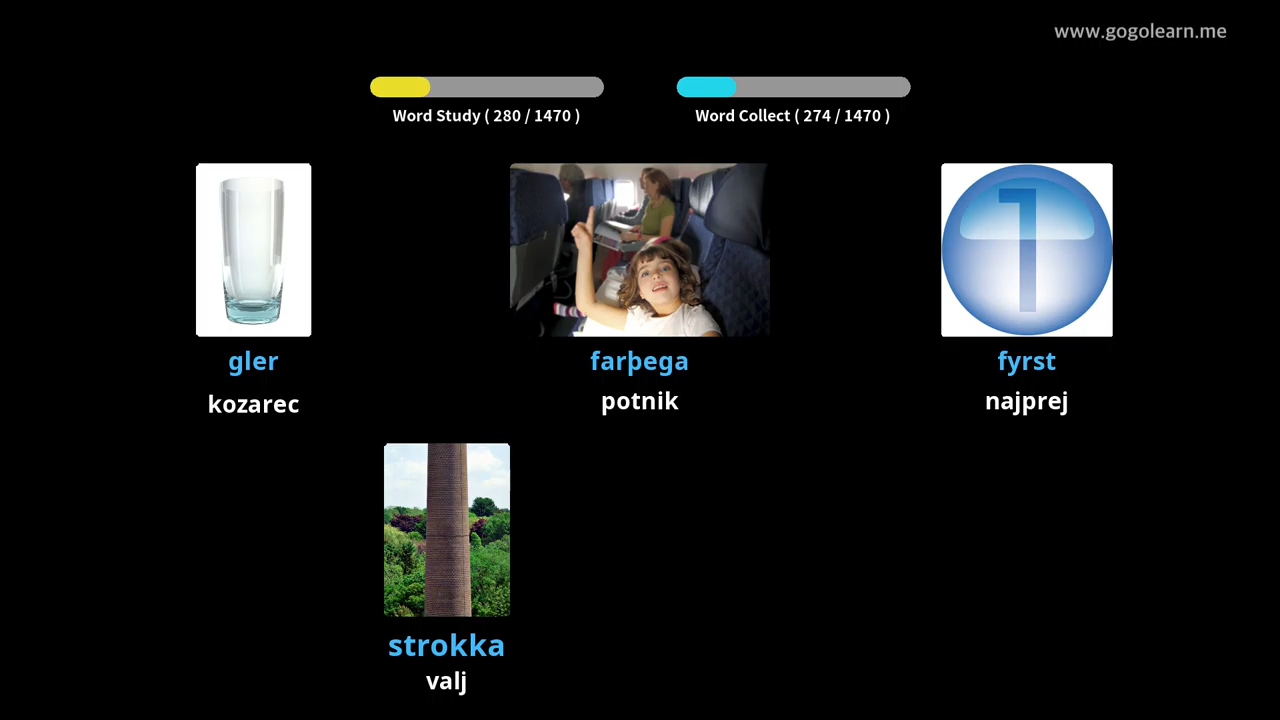 www.gogolearn.me
Word Study ( 280 / 1470 )
Word Collect ( 274 / 1470 )
gler
farþega
fyrst
kozarec
potnik
najprej
strokka
valj